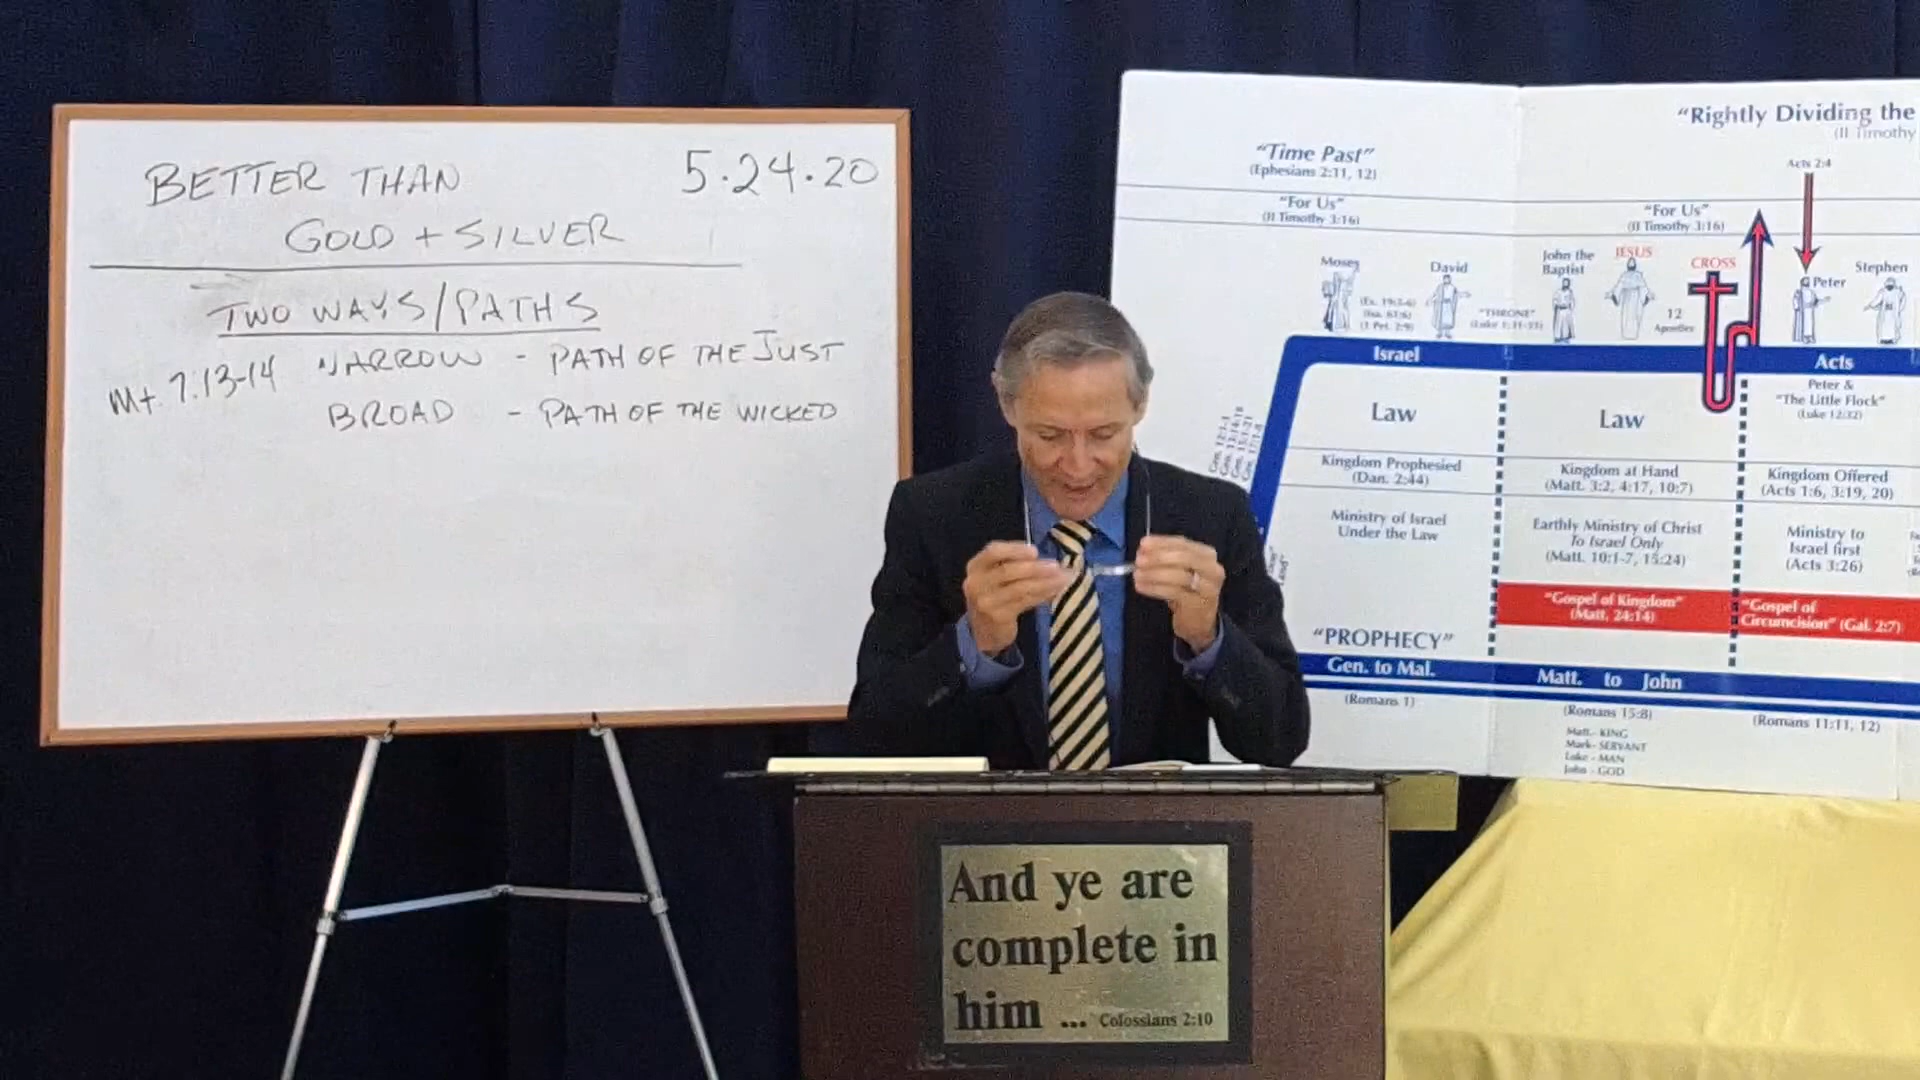 BETTER THAN
5.24.20
GOLD + SILVER
TWO WAYS/PATHS
Mt. 7.13-14 NARROW - PATH OF THE JUST
BROAD - PATH OF THE WICKED
"Rightly Dividing the
(II Timothy
"Time Past"
(Ephesians 2:11, 12)
Acts 2:4
"For Us"
(II Timothy 3:16)
"For Us"
(II Timothy 3:16)
Moses
David
"THRONE"
John the
Baptist
JESUS
12
Apostles
CROSS
Peter
Stephen
Israel
Acts
Law
Law
Peter &
"The Little Flock"
(Luke 12:32)
Kingdom Prophesied
(Dan. 2:44)
Kingdom at Hand
(Matt. 3:2, 4:17, 10:7)
Kingdom Offered
(Acts 1:6, 3:19, 20)
Ministry of Israel
Under the Law
Earthly Ministry of Christ
To Israel Only
(Matt. 10:1-7, 15:24)
Ministry to
Israel first
(Acts 3:26)
"Gospel of Kingdom"
(Matt. 24:14)
"Gospel of
Circumcision" (Gal. 2:7)
"PROPHECY"
Gen. to Mal.
Matt. to John
(Romans 1)
(Romans 15:8)
(Romans 11:11, 12)
Matt.- KING
Mark- SERVANT
Luke - MAN
John - GOD
And ye are
complete in
him ... Colossians 2:10